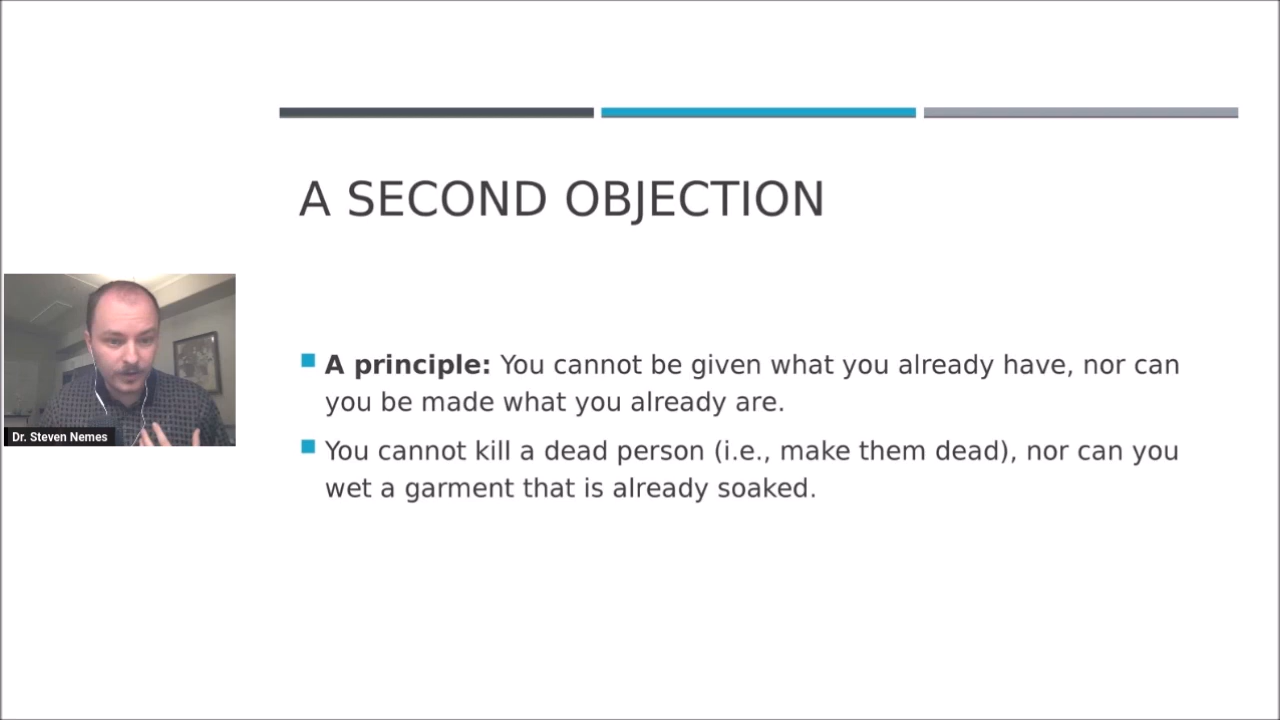 A SECOND OBJECTION
A principle: You cannot be given what you already have, nor can
you be made what you already are.
You cannot kill a dead person (i.e., make them dead), nor can you
wet a garment that is already soaked.
Dr. Steven Nemes